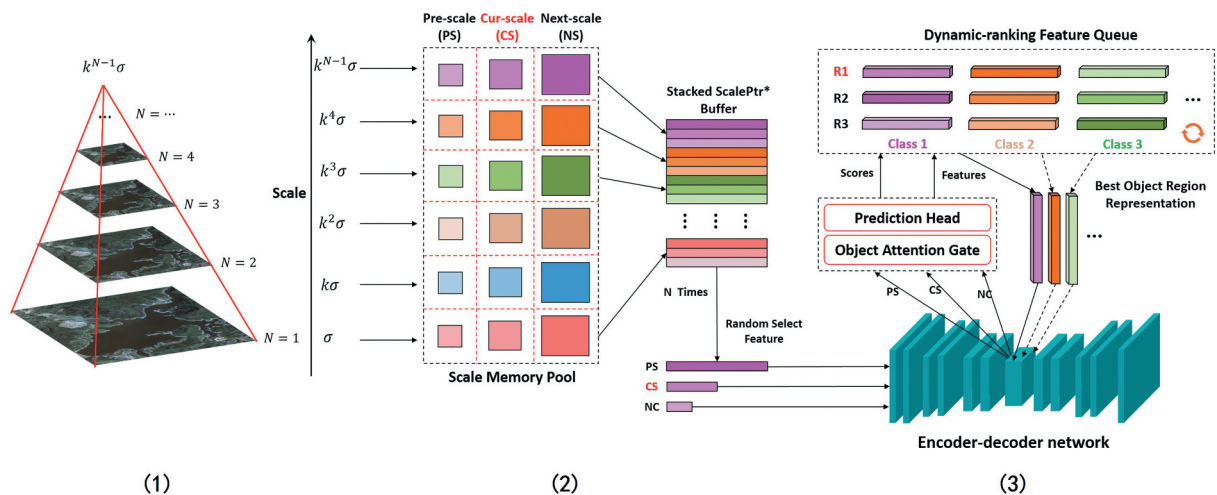 k^{N-1}σ
...
N = ⋯
N = 4
N = 3
N = 2
N = 1
(1)
Scale
Pre-scale (PS)
Cur-scale (CS)
Next-scale (NS)
k^{N-1}σ
k^4σ
k^3σ
k^2σ
kσ
σ
Scale Memory Pool
Stacked ScalePtr*
Buffer
N Times
Random Select
Feature
PS
CS
NC
(2)
Dynamic-ranking Feature Queue
R1
R2
R3
...
Class 1
Class 2
Class 3
Scores
Features
Prediction Head
Object Attention Gate
Best Object Region
Representation
...
PS
CS
NC
Encoder-decoder network
(3)